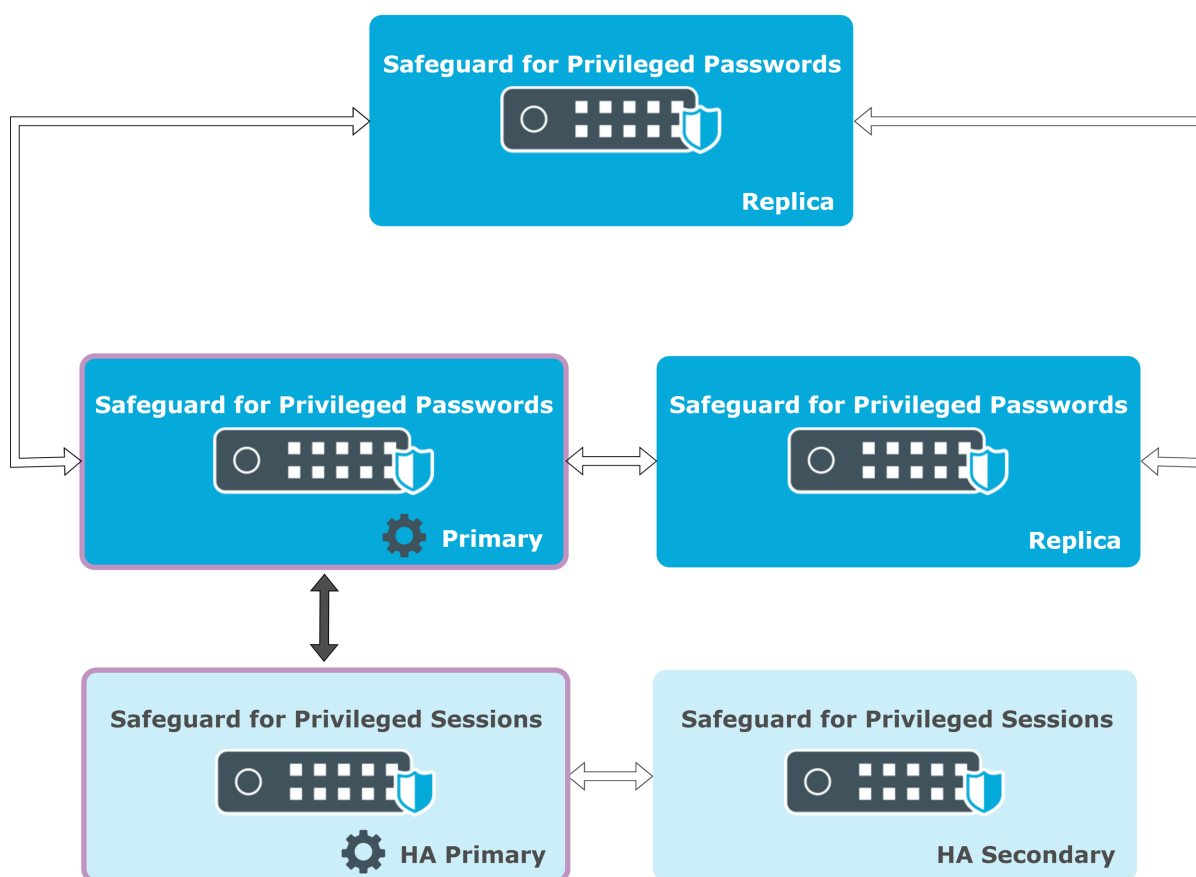 Safeguard for Privileged Passwords
Replica
Safeguard for Privileged Passwords
Primary
Safeguard for Privileged Passwords
Replica
Safeguard for Privileged Sessions
HA Primary
Safeguard for Privileged Sessions
HA Secondary